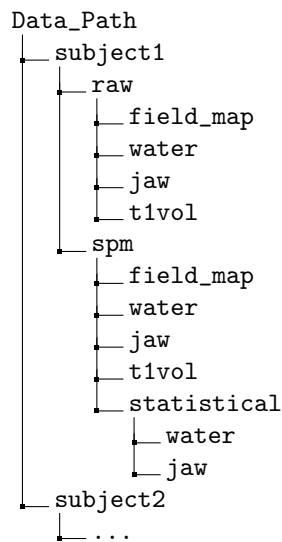 Data_Path
subject1
raw
field_map
water
jaw
t1vol
spm
field_map
water
jaw
t1vol
statistical
water
jaw
subject2
...